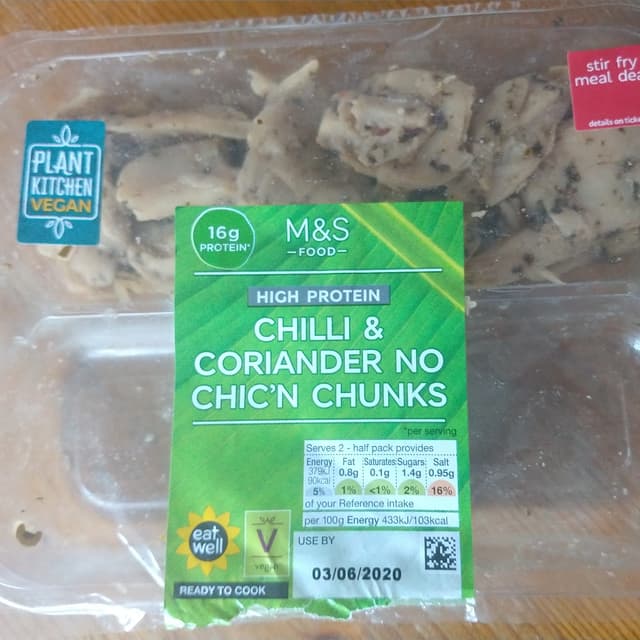 stir fry
meal
details on
PLANT
KITCHEN
VEGAN
16g
PROTEIN*
M&S
FOOD
HIGH PROTEIN
CHILLI &
CORIANDER NO
CHIC'N CHUNKS
*per serving
Serves 2 - half pack provides
Energy Fat Saturates Sugars Salt
379kJ 0.8g 0.1g 1.4g 0.95g
90kcal
5% 1% <1% 2% 16%
of your Reference intake
per 100g Energy 433kJ/103kcal
eat
well
V
vegan
USE BY
03/06/2020
READY TO COOK